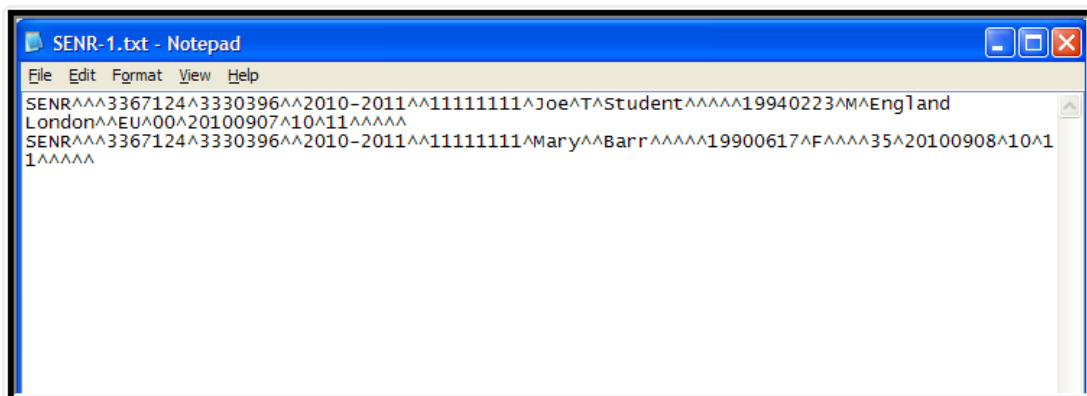 SENR-1.txt - Notepad
File Edit Format View Help
SENR^^^3367124^3330396^^2010-2011^^11111111^Joe^T^Student^^^^^19940223^M^England
London^^EU^00^20100907^10^11^^^^^
SENR^^^3367124^3330396^^2010-2011^^11111111^Mary^^Barr^^^^^19900617^F^^^^35^20100908^10^1
1^^^^^